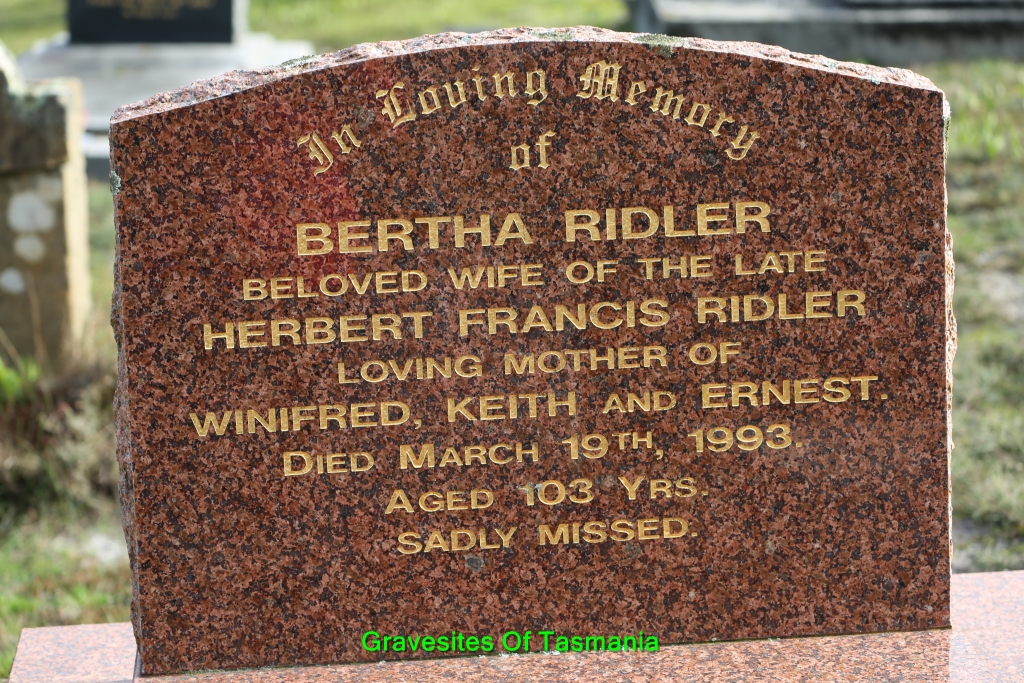 In Loving Memory
of
BERTHA RIDLER
BELOVED WIFE OF THE LATE
HERBERT FRANCIS RIDLER
LOVING MOTHER OF
WINIFRED, KEITH AND ERNEST.
DIED MARCH 19TH, 1993.
AGED 103 YRS.
SADLY MISSED.
Gravesites Of Tasmania